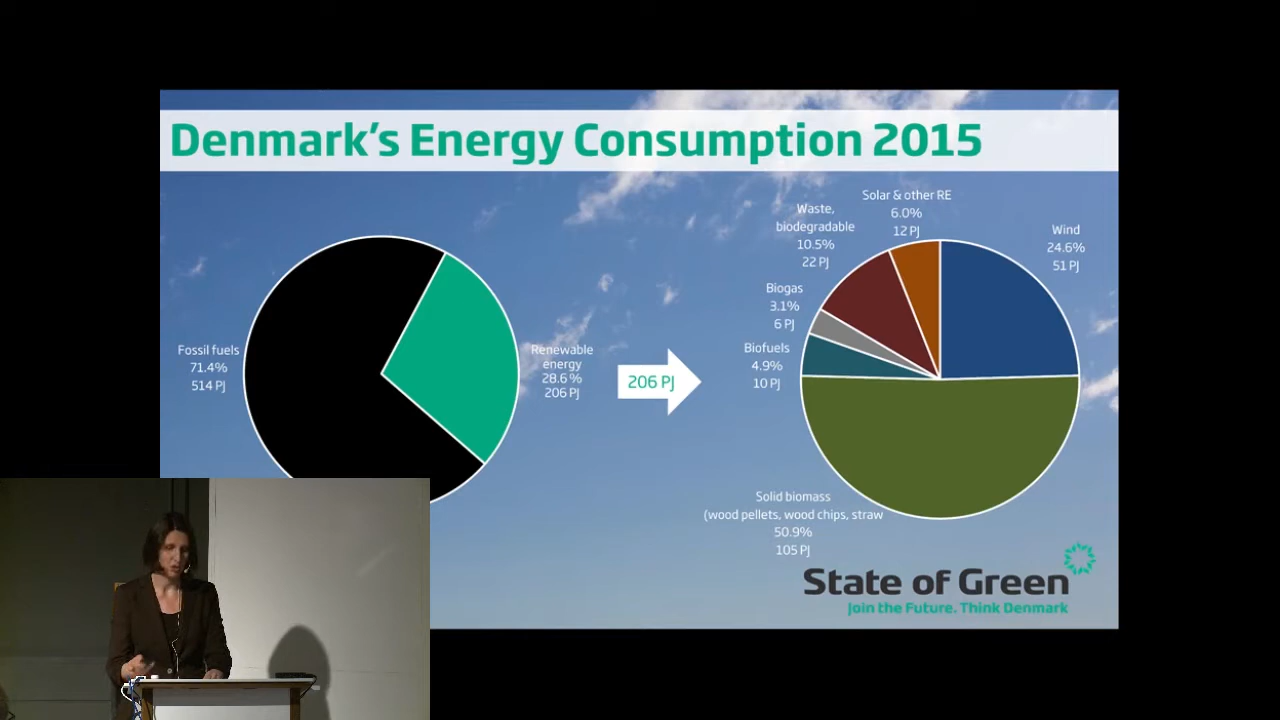 Denmark's Energy Consumption 2015
Fossil fuels
71.4%
514 PJ
Renewable
energy
28.6 %
206 PJ
206 PJ
Solar & other RE
6.0%
12 PJ
Waste,
biodegradable
10.5%
22 PJ
Wind
24.6%
51 PJ
Biogas
3.1%
6 PJ
Biofuels
4.9%
10 PJ
Solid biomass
(wood pellets, wood chips, straw
50.9%
105 PJ
State of Green
Join the Future. Think Denmark